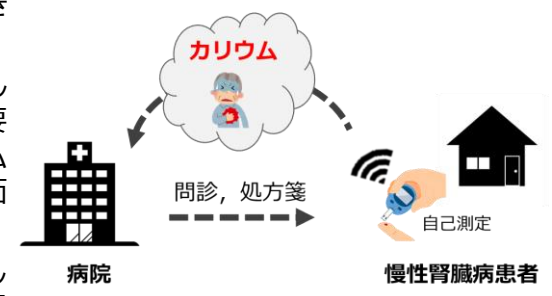 カリウム
問診，処方箋
自己測定
病院
慢性腎臓病患者